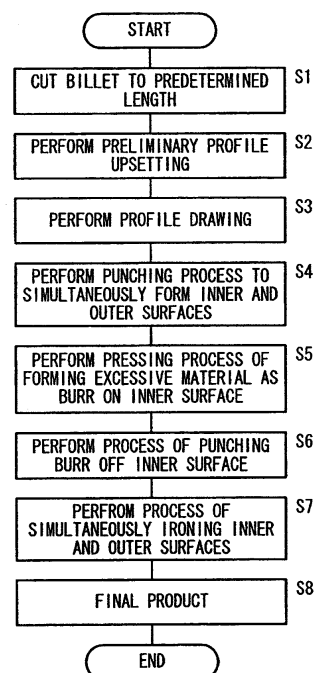 START
CUT BILLET TO PREDETERMINED
LENGTH
S1
PERFORM PRELIMINARY PROFILE
UPSETTING
S2
PERFORM PROFILE DRAWING
S3
PERFORM PUNCHING PROCESS TO
SIMULTANEOUSLY FORM INNER AND
OUTER SURFACES
S4
PERFORM PRESSING PROCESS OF
FORMING EXCESSIVE MATERIAL AS
BURR ON INNER SURFACE
S5
PERFORM PROCESS OF PUNCHING
BURR OFF INNER SURFACE
S6
PERFROM PROCESS OF
SIMULTANEOUSLY IRONING INNER
AND OUTER SURFACES
S7
FINAL PRODUCT
S8
END